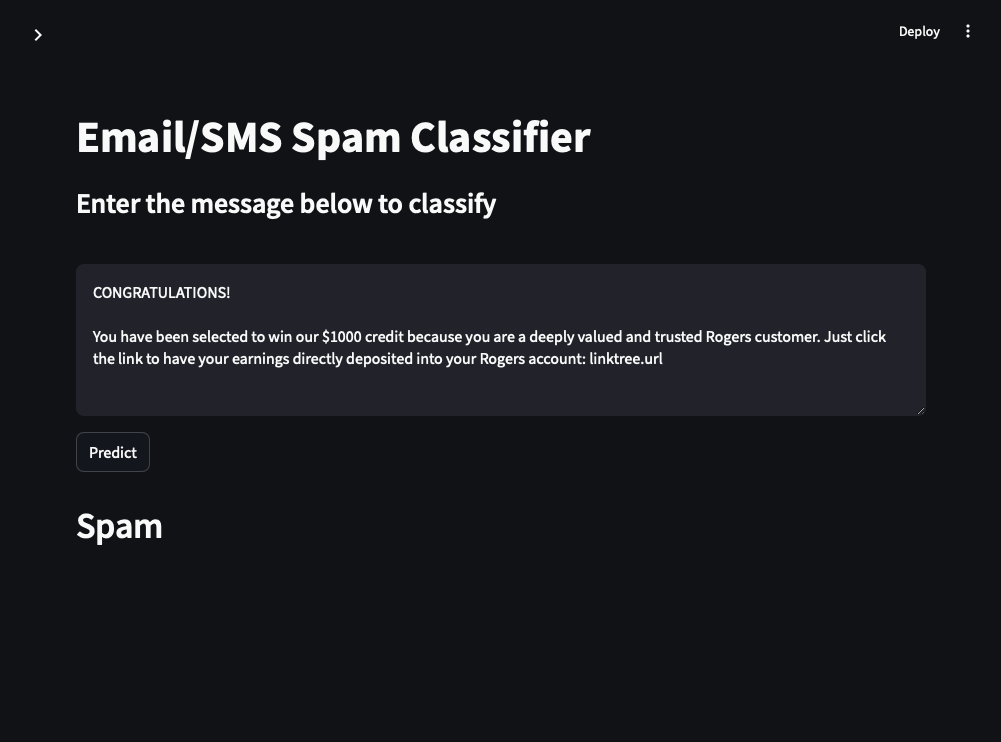 Deploy
Email/SMS Spam Classifier
Enter the message below to classify
CONGRATULATIONS!
You have been selected to win our $1000 credit because you are a deeply valued and trusted Rogers customer. Just click
the link to have your earnings directly deposited into your Rogers account: linktree.url
Predict
Spam